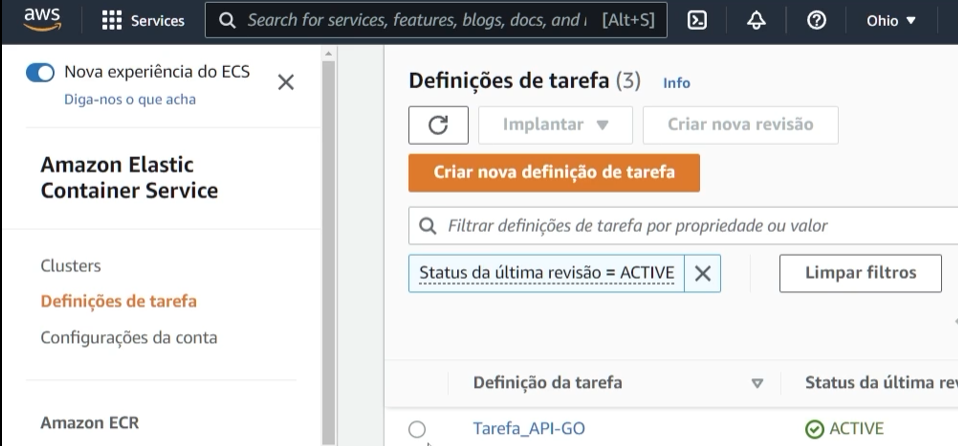 aws Services Search for services, features, blogs, docs, and [Alt+S] Ohio
Nova experiência do ECS
Diga-nos o que acha
Amazon Elastic
Container Service
Clusters
Definições de tarefa
Configurações da conta
Amazon ECR
Definições de tarefa (3) Info
Implantar Criar nova revisão
Criar nova definição de tarefa
Filtrar definições de tarefa por propriedade ou valor
Status da última revisão = ACTIVE Limpar filtros
Definição da tarefa Status da última
Tarefa_API-GO ACTIVE